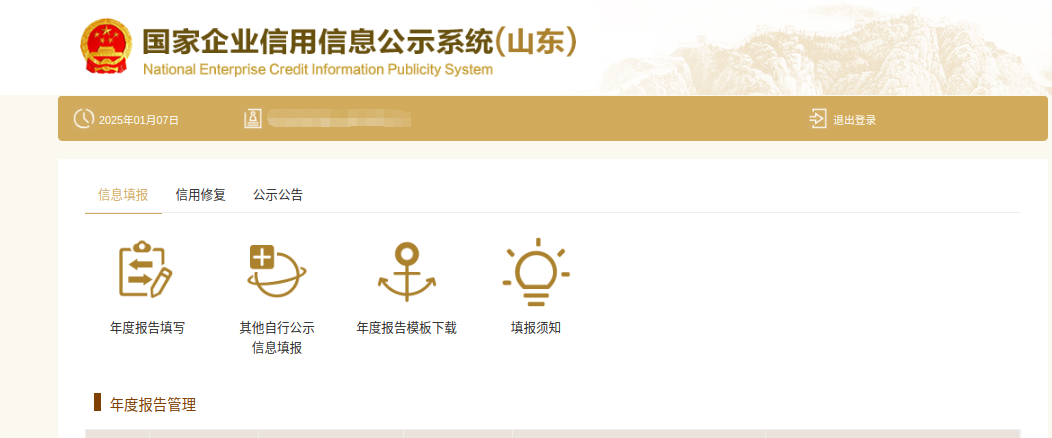 国家企业信用信息公示系统(山东)
National Enterprise Credit Information Publicity System
2025年01月07日
退出登录
信息填报 信用修复 公示公告
年度报告填写
其他自行公示
信息填报
年度报告模板下载
填报须知
年度报告管理